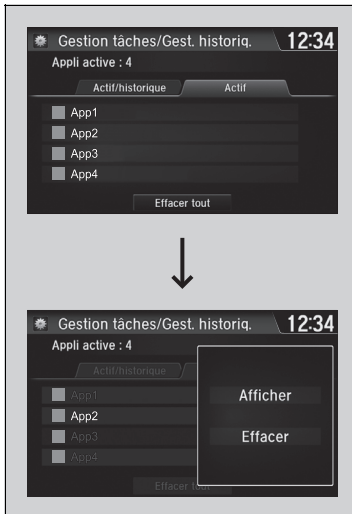 Gestion tâches/Gest. historiq. 12:34
Appli active : 4
Actif/historique Actif
App1
App2
App3
App4
Effacer tout
Gestion tâches/Gest. historiq. 12:34
Appli active : 4
Actif/historique
App1
App2
App3
App4
Afficher
Effacer
Effacer tout